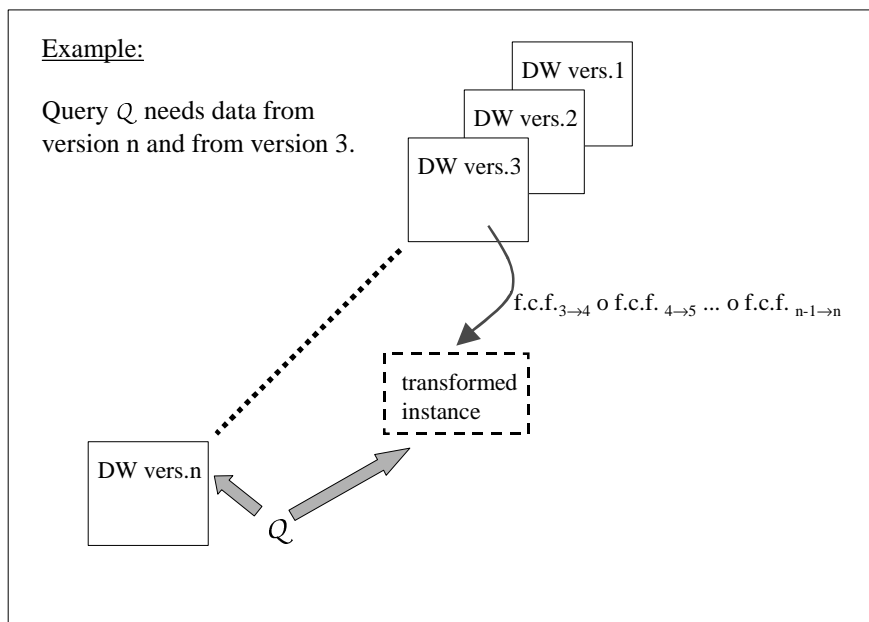 Example:
Query Q needs data from
version n and from version 3.
DW vers.1
DW vers.2
DW vers.3
f.c.f.3→4 o f.c.f. 4→5 ... o f.c.f. n-1→n
transformed
instance
DW vers.n
Q